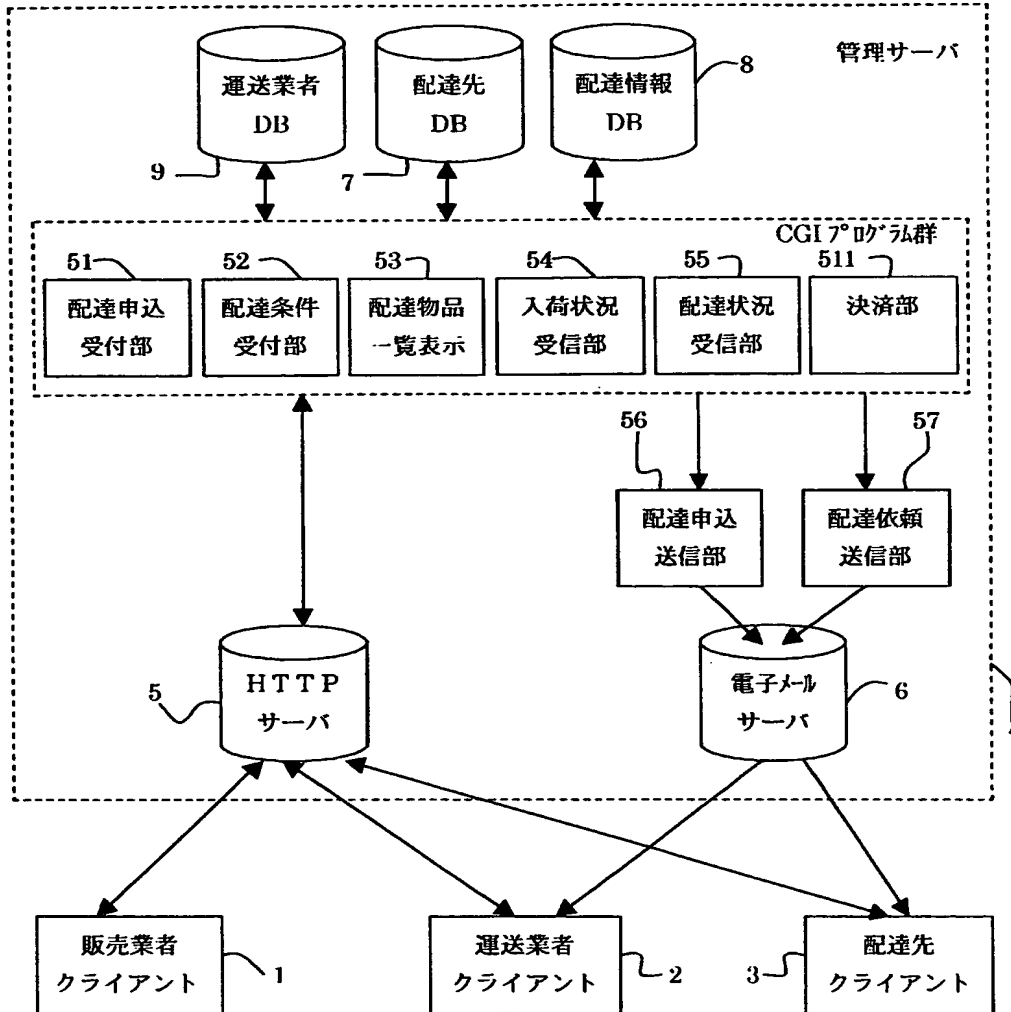 管理サーバ
運送業者
DB
配達先
DB
配達情報
DB
8
9
7
CGIプログラム群
51
52
53
54
55
511
配達申込
受付部
配達条件
受付部
配達物品
一覧表示
入荷状況
受信部
配達状況
受信部
決済部
56
57
配達申込
送信部
配達依頼
送信部
5
HTTP
サーバ
電子メール
サーバ
6
販売業者
クライアント
1
運送業者
クライアント
2
3
配達先
クライアント